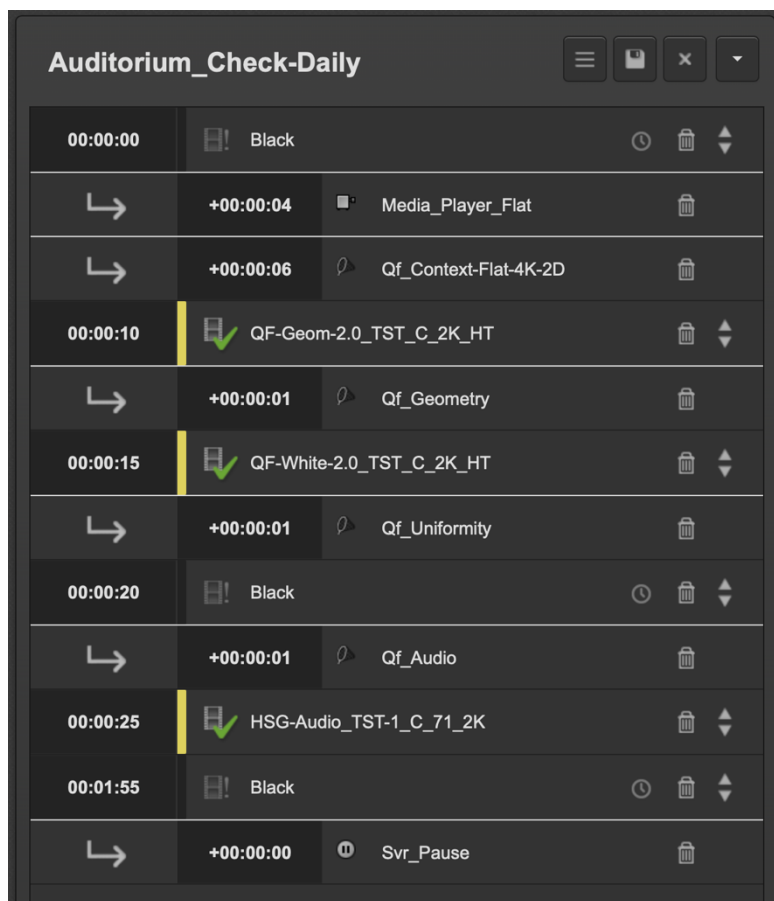 Auditorium_Check-Daily
00:00:00 Black
+00:00:04 Media_Player_Flat
+00:00:06 Qf_Context-Flat-4K-2D
00:00:10 QF-Geom-2.0_TST_C_2K_HT
+00:00:01 Qf_Geometry
00:00:15 QF-White-2.0_TST_C_2K_HT
+00:00:01 Qf_Uniformity
00:00:20 Black
+00:00:01 Qf_Audio
00:00:25 HSG-Audio_TST-1_C_71_2K
00:01:55 Black
+00:00:00 Svr_Pause